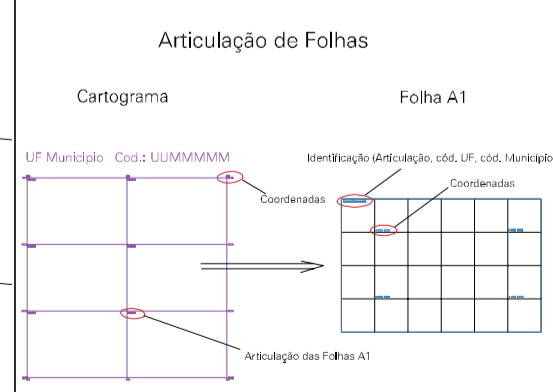 Articulação de Folhas
Cartograma
Folha A1
UF Municipio Cod.: UUMMMMM
Identificação (Articulação, cód. UF, cód. Município
Coordenadas
Coordenadas
Articulação das Folhas A1